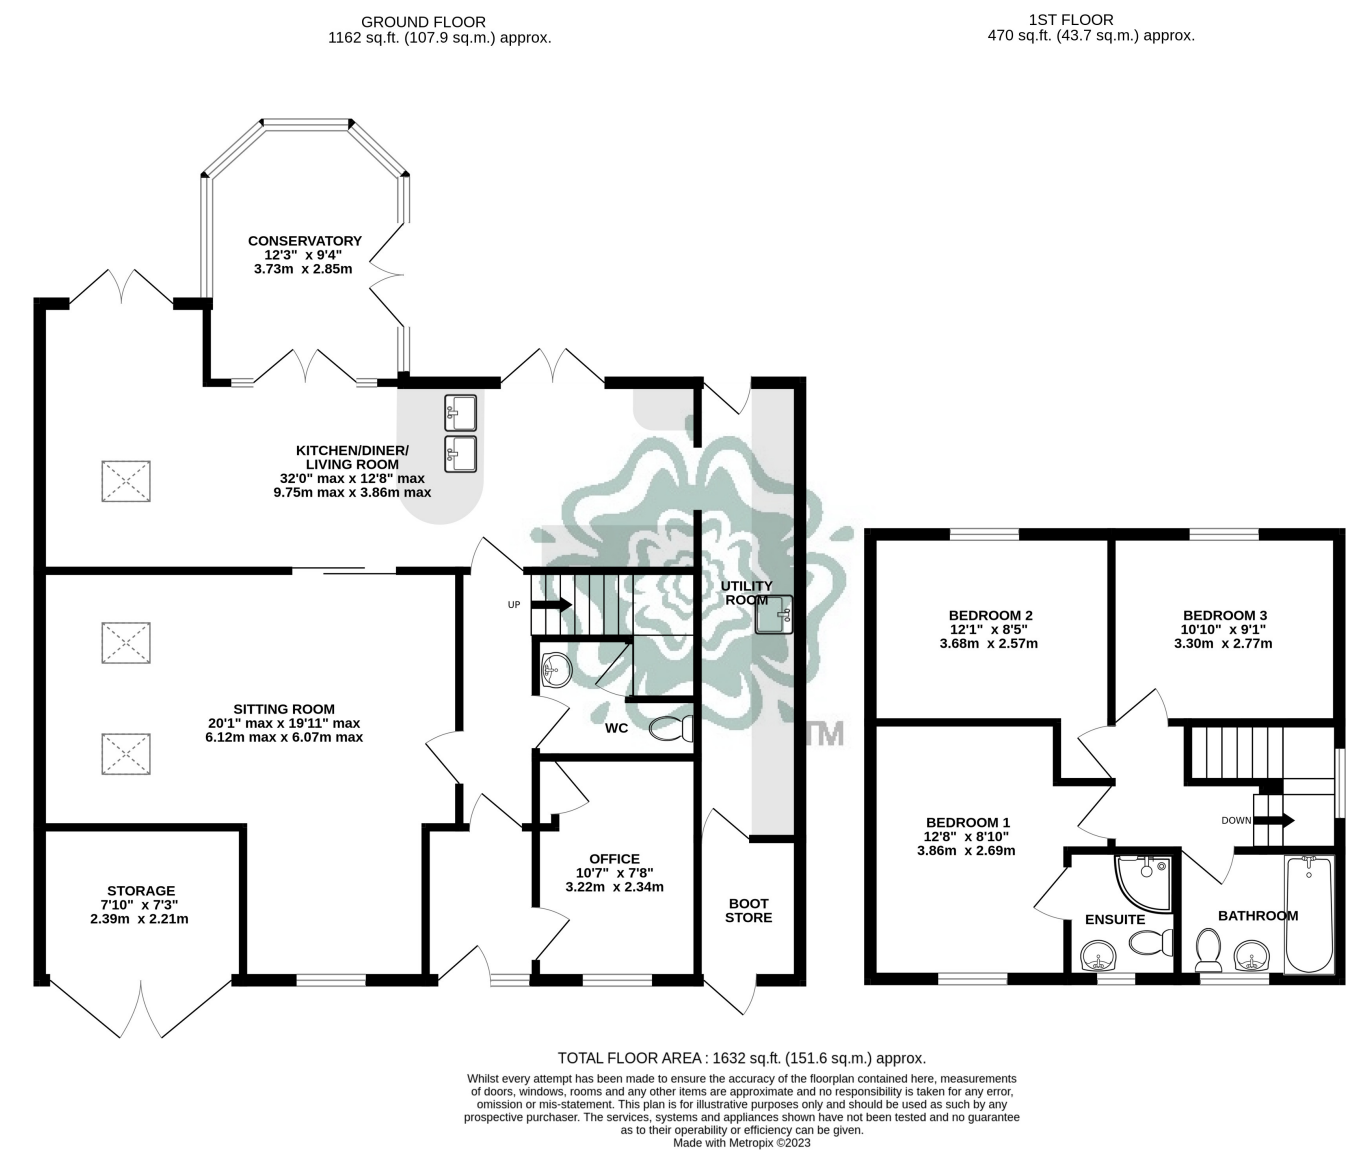 GROUND FLOOR
1162 sq.ft. (107.9 sq.m.) approx.
1ST FLOOR
470 sq.ft. (43.7 sq.m.) approx.
CONSERVATORY
12'3" x 9'4"
3.73m x 2.85m
KITCHEN/DINER/
LIVING ROOM
32'0" max x 12'8" max
9.75m max x 3.86m max
UTILITY
ROOM
UP
SITTING ROOM
20'1" max x 19'11" max
6.12m max x 6.07m max
WC
TM
OFFICE
10'7" x 7'8"
3.22m x 2.34m
STORAGE
7'10" x 7'3"
2.39m x 2.21m
BOOT
STORE
BEDROOM 2
12'1" x 8'5"
3.68m x 2.57m
BEDROOM 3
10'10" x 9'1"
3.30m x 2.77m
BEDROOM 1
12'8" x 8'10"
3.86m x 2.69m
DOWN
ENSUITE
BATHROOM
TOTAL FLOOR AREA : 1632 sq.ft. (151.6 sq.m.) approx.
Whilst every attempt has been made to ensure the accuracy of the floorplan contained here, measurements
of doors, windows, rooms and any other items are approximate and no responsibility is taken for any error,
omission or mis-statement. This plan is for illustrative purposes only and should be used as such by any
prospective purchaser. The services, systems and appliances shown have not been tested and no guarantee
as to their operability or efficiency can be given.
Made with Metropix ©2023